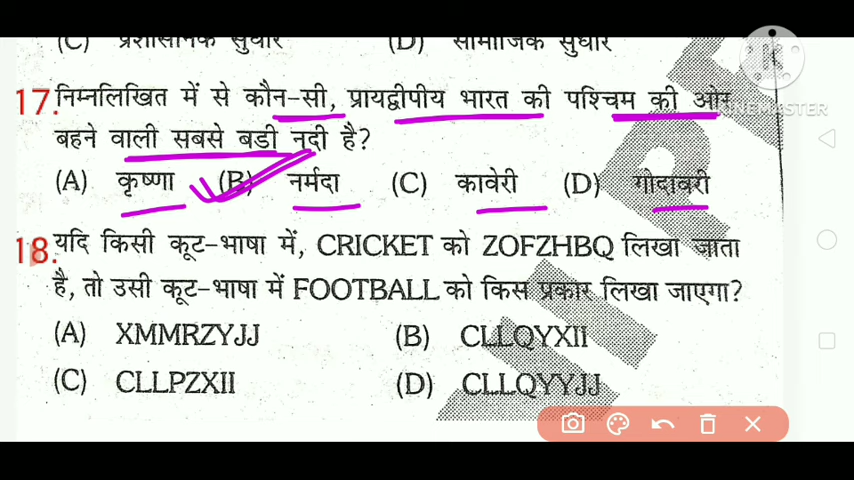 (C) प्रशासनिक सुधार (D) सामाजिक सुधार
17. निम्नलिखित में से कौन-सी, प्रायद्वीपीय भारत की पश्चिम की ओर
बहने वाली सबसे बडी नदी है?
(A) कृष्णा (B) नर्मदा (C) कावेरी (D) गोदावरी
18. यदि किसी कूट-भाषा में, CRICKET को ZOFZHBQ लिखा जाता
है, तो उसी कूट-भाषा में FOOTBALL को किस प्रकार लिखा जाएगा?
(A) XMMRZYJJ (B) CLLQYXII
(C) CLLPZXII (D) CLLQYYJJ
K
KINEMASTER